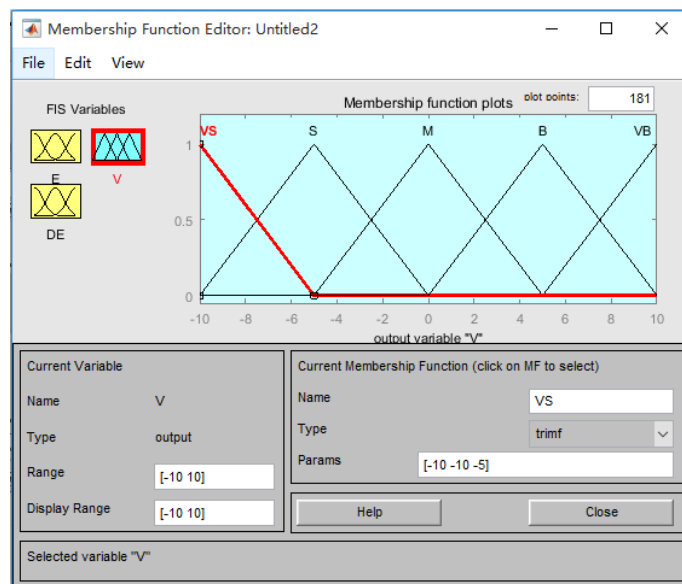 Membership Function Editor: Untitled2
File Edit View
FIS Variables
E
V
DE
Membership function plots
plot points:
181
VS S M B VB
1
0.5
0
-10 -8 -6 -4 -2 0 2 4 6 8 10
output variable "V"
Current Variable
Name V
Type output
Range [-10 10]
Display Range [-10 10]
Current Membership Function (click on MF to select)
Name VS
Type trimf
Params [-10 -10 -5]
Help Close
Selected variable "V"